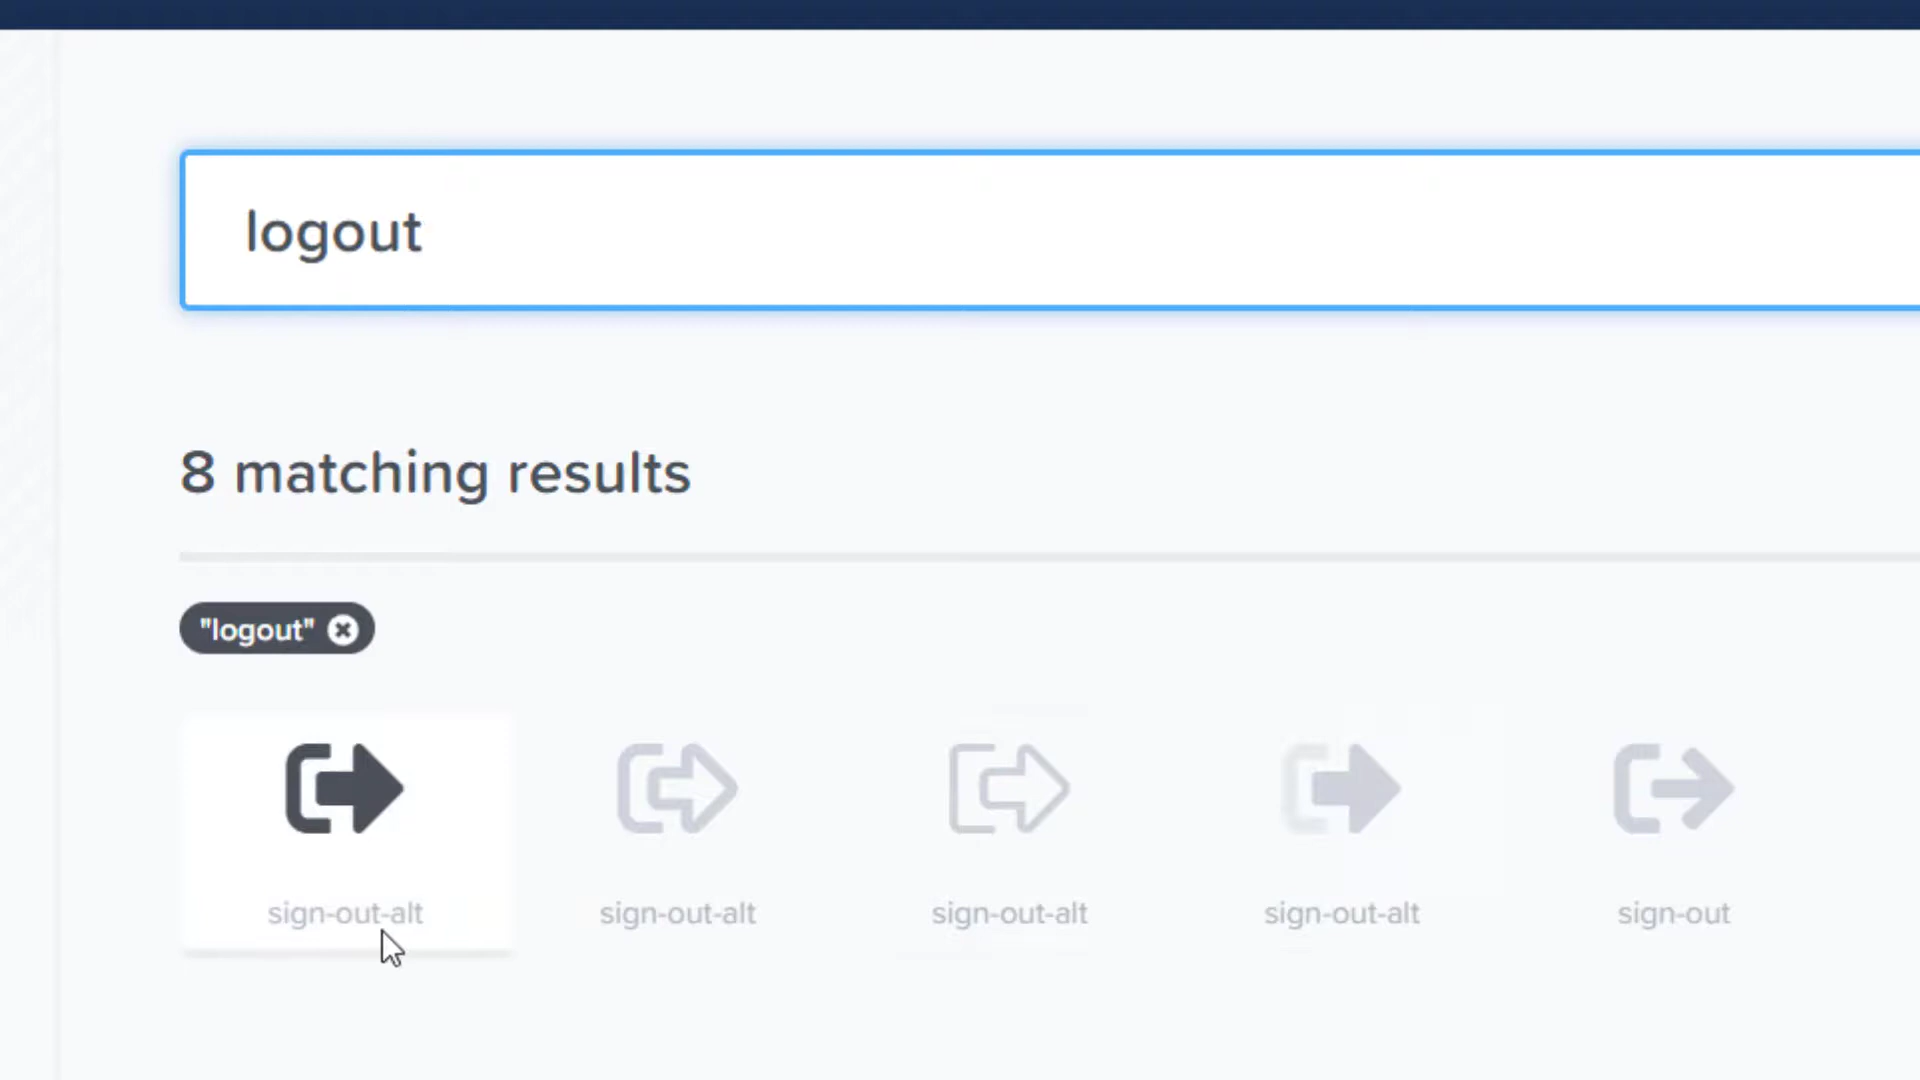 logout
8 matching results
"logout"
sign-out-alt
sign-out-alt
sign-out-alt
sign-out-alt
sign-out